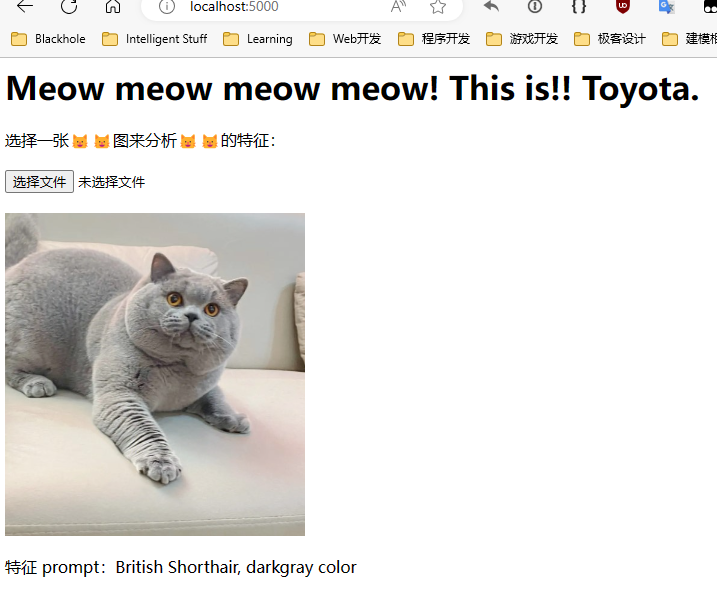 localhost:5000
Blackhole Intelligent Stuff Learning Web开发 程序开发 游戏开发 极客设计 建模
Meow meow meow meow! This is!! Toyota.
选择一张🐱🐱图来分析🐱🐱的特征：
选择文件 未选择文件
特征 prompt：British Shorthair, darkgray color